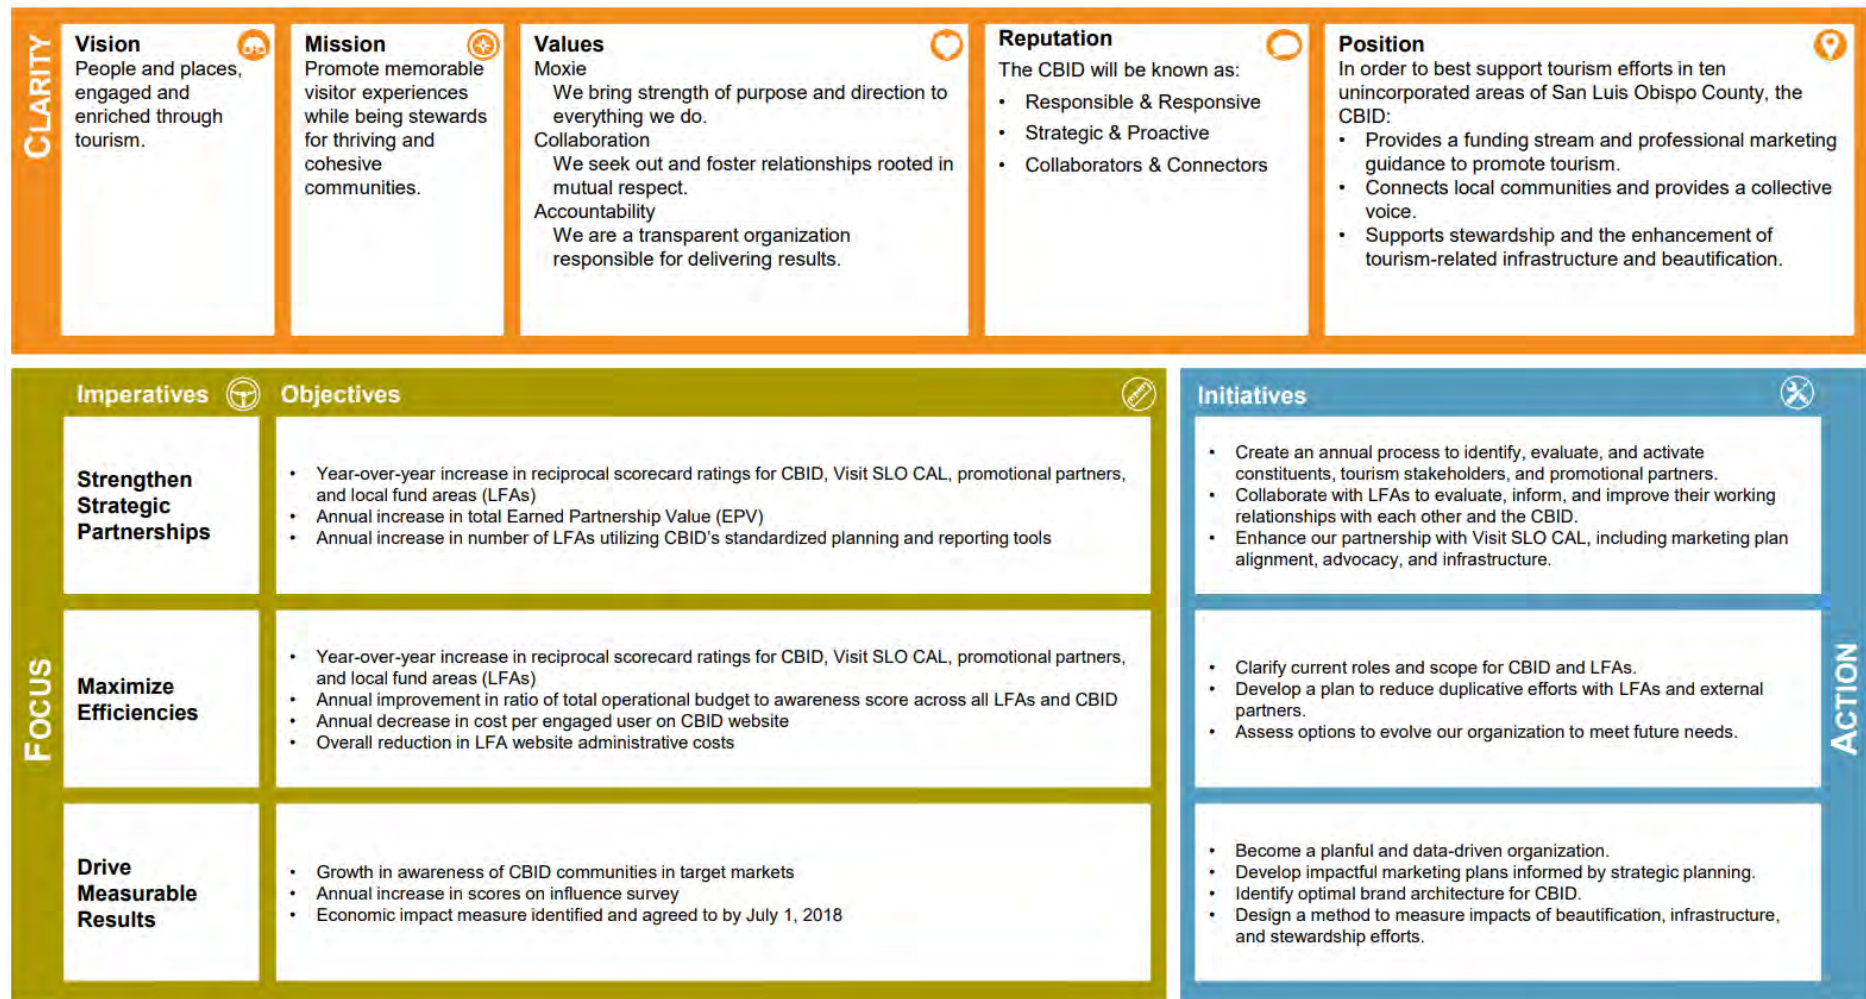 CLARITY
Vision
People and places,
engaged and
enriched through
tourism.
Mission
Promote memorable
visitor experiences
while being stewards
for thriving and
cohesive
communities.
Values
Moxie
We bring strength of purpose and direction to
everything we do.
Collaboration
We seek out and foster relationships rooted in
mutual respect.
Accountability
We are a transparent organization
responsible for delivering results.
Reputation
The CBID will be known as:
• Responsible & Responsive
• Strategic & Proactive
• Collaborators & Connectors
Position
In order to best support tourism efforts in ten
unincorporated areas of San Luis Obispo County, the
CBID:
• Provides a funding stream and professional marketing
guidance to promote tourism.
• Connects local communities and provides a collective
voice.
• Supports stewardship and the enhancement of
tourism-related infrastructure and beautification.
FOCUS
Imperatives
Objectives
Strengthen
Strategic
Partnerships
• Year-over-year increase in reciprocal scorecard ratings for CBID, Visit SLO CAL, promotional partners,
and local fund areas (LFAs)
• Annual increase in total Earned Partnership Value (EPV)
• Annual increase in number of LFAs utilizing CBID's standardized planning and reporting tools
Maximize
Efficiencies
• Year-over-year increase in reciprocal scorecard ratings for CBID, Visit SLO CAL, promotional partners,
and local fund areas (LFAs)
• Annual improvement in ratio of total operational budget to awareness score across all LFAs and CBID
• Annual decrease in cost per engaged user on CBID website
• Overall reduction in LFA website administrative costs
Drive
Measurable
Results
• Growth in awareness of CBID communities in target markets
• Annual increase in scores on influence survey
• Economic impact measure identified and agreed to by July 1, 2018
Initiatives
• Create an annual process to identify, evaluate, and activate
constituents, tourism stakeholders, and promotional partners.
• Collaborate with LFAs to evaluate, inform, and improve their working
relationships with each other and the CBID.
• Enhance our partnership with Visit SLO CAL, including marketing plan
alignment, advocacy, and infrastructure.
• Clarify current roles and scope for CBID and LFAs.
• Develop a plan to reduce duplicative efforts with LFAs and external
partners.
• Assess options to evolve our organization to meet future needs.
• Become a planful and data-driven organization.
• Develop impactful marketing plans informed by strategic planning.
• Identify optimal brand architecture for CBID.
• Design a method to measure impacts of beautification, infrastructure,
and stewardship efforts.
ACTION